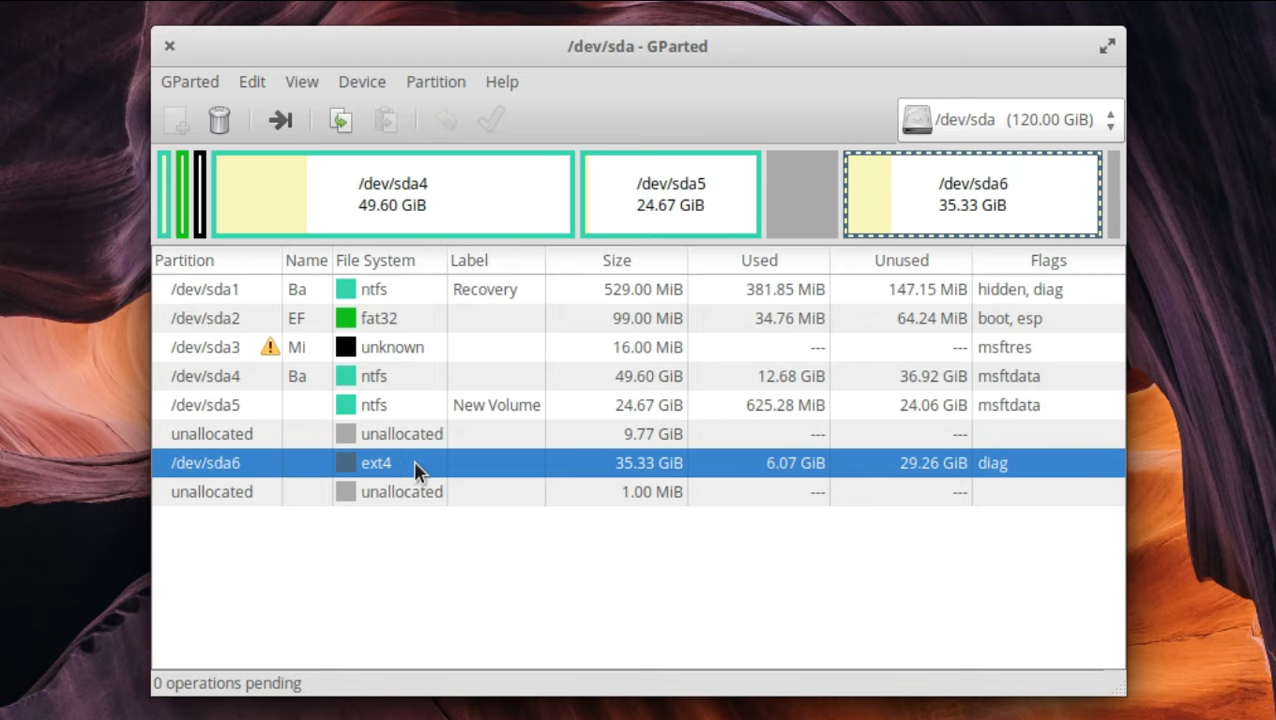 /dev/sda - GParted
GParted Edit View Device Partition Help
/dev/sda (120.00 GiB)
/dev/sda4
49.60 GiB
/dev/sda5
24.67 GiB
/dev/sda6
35.33 GiB
Partition Name File System Label Size Used Unused Flags
/dev/sda1 Ba ntfs Recovery 529.00 MiB 381.85 MiB 147.15 MiB hidden, diag
/dev/sda2 EF fat32 99.00 MiB 34.76 MiB 64.24 MiB boot, esp
/dev/sda3 Mi unknown 16.00 MiB --- --- msftres
/dev/sda4 Ba ntfs 49.60 GiB 12.68 GiB 36.92 GiB msftdata
/dev/sda5 ntfs New Volume 24.67 GiB 625.28 MiB 24.06 GiB msftdata
unallocated unallocated 9.77 GiB --- ---
/dev/sda6 ext4 35.33 GiB 6.07 GiB 29.26 GiB diag
unallocated unallocated 1.00 MiB --- ---
0 operations pending